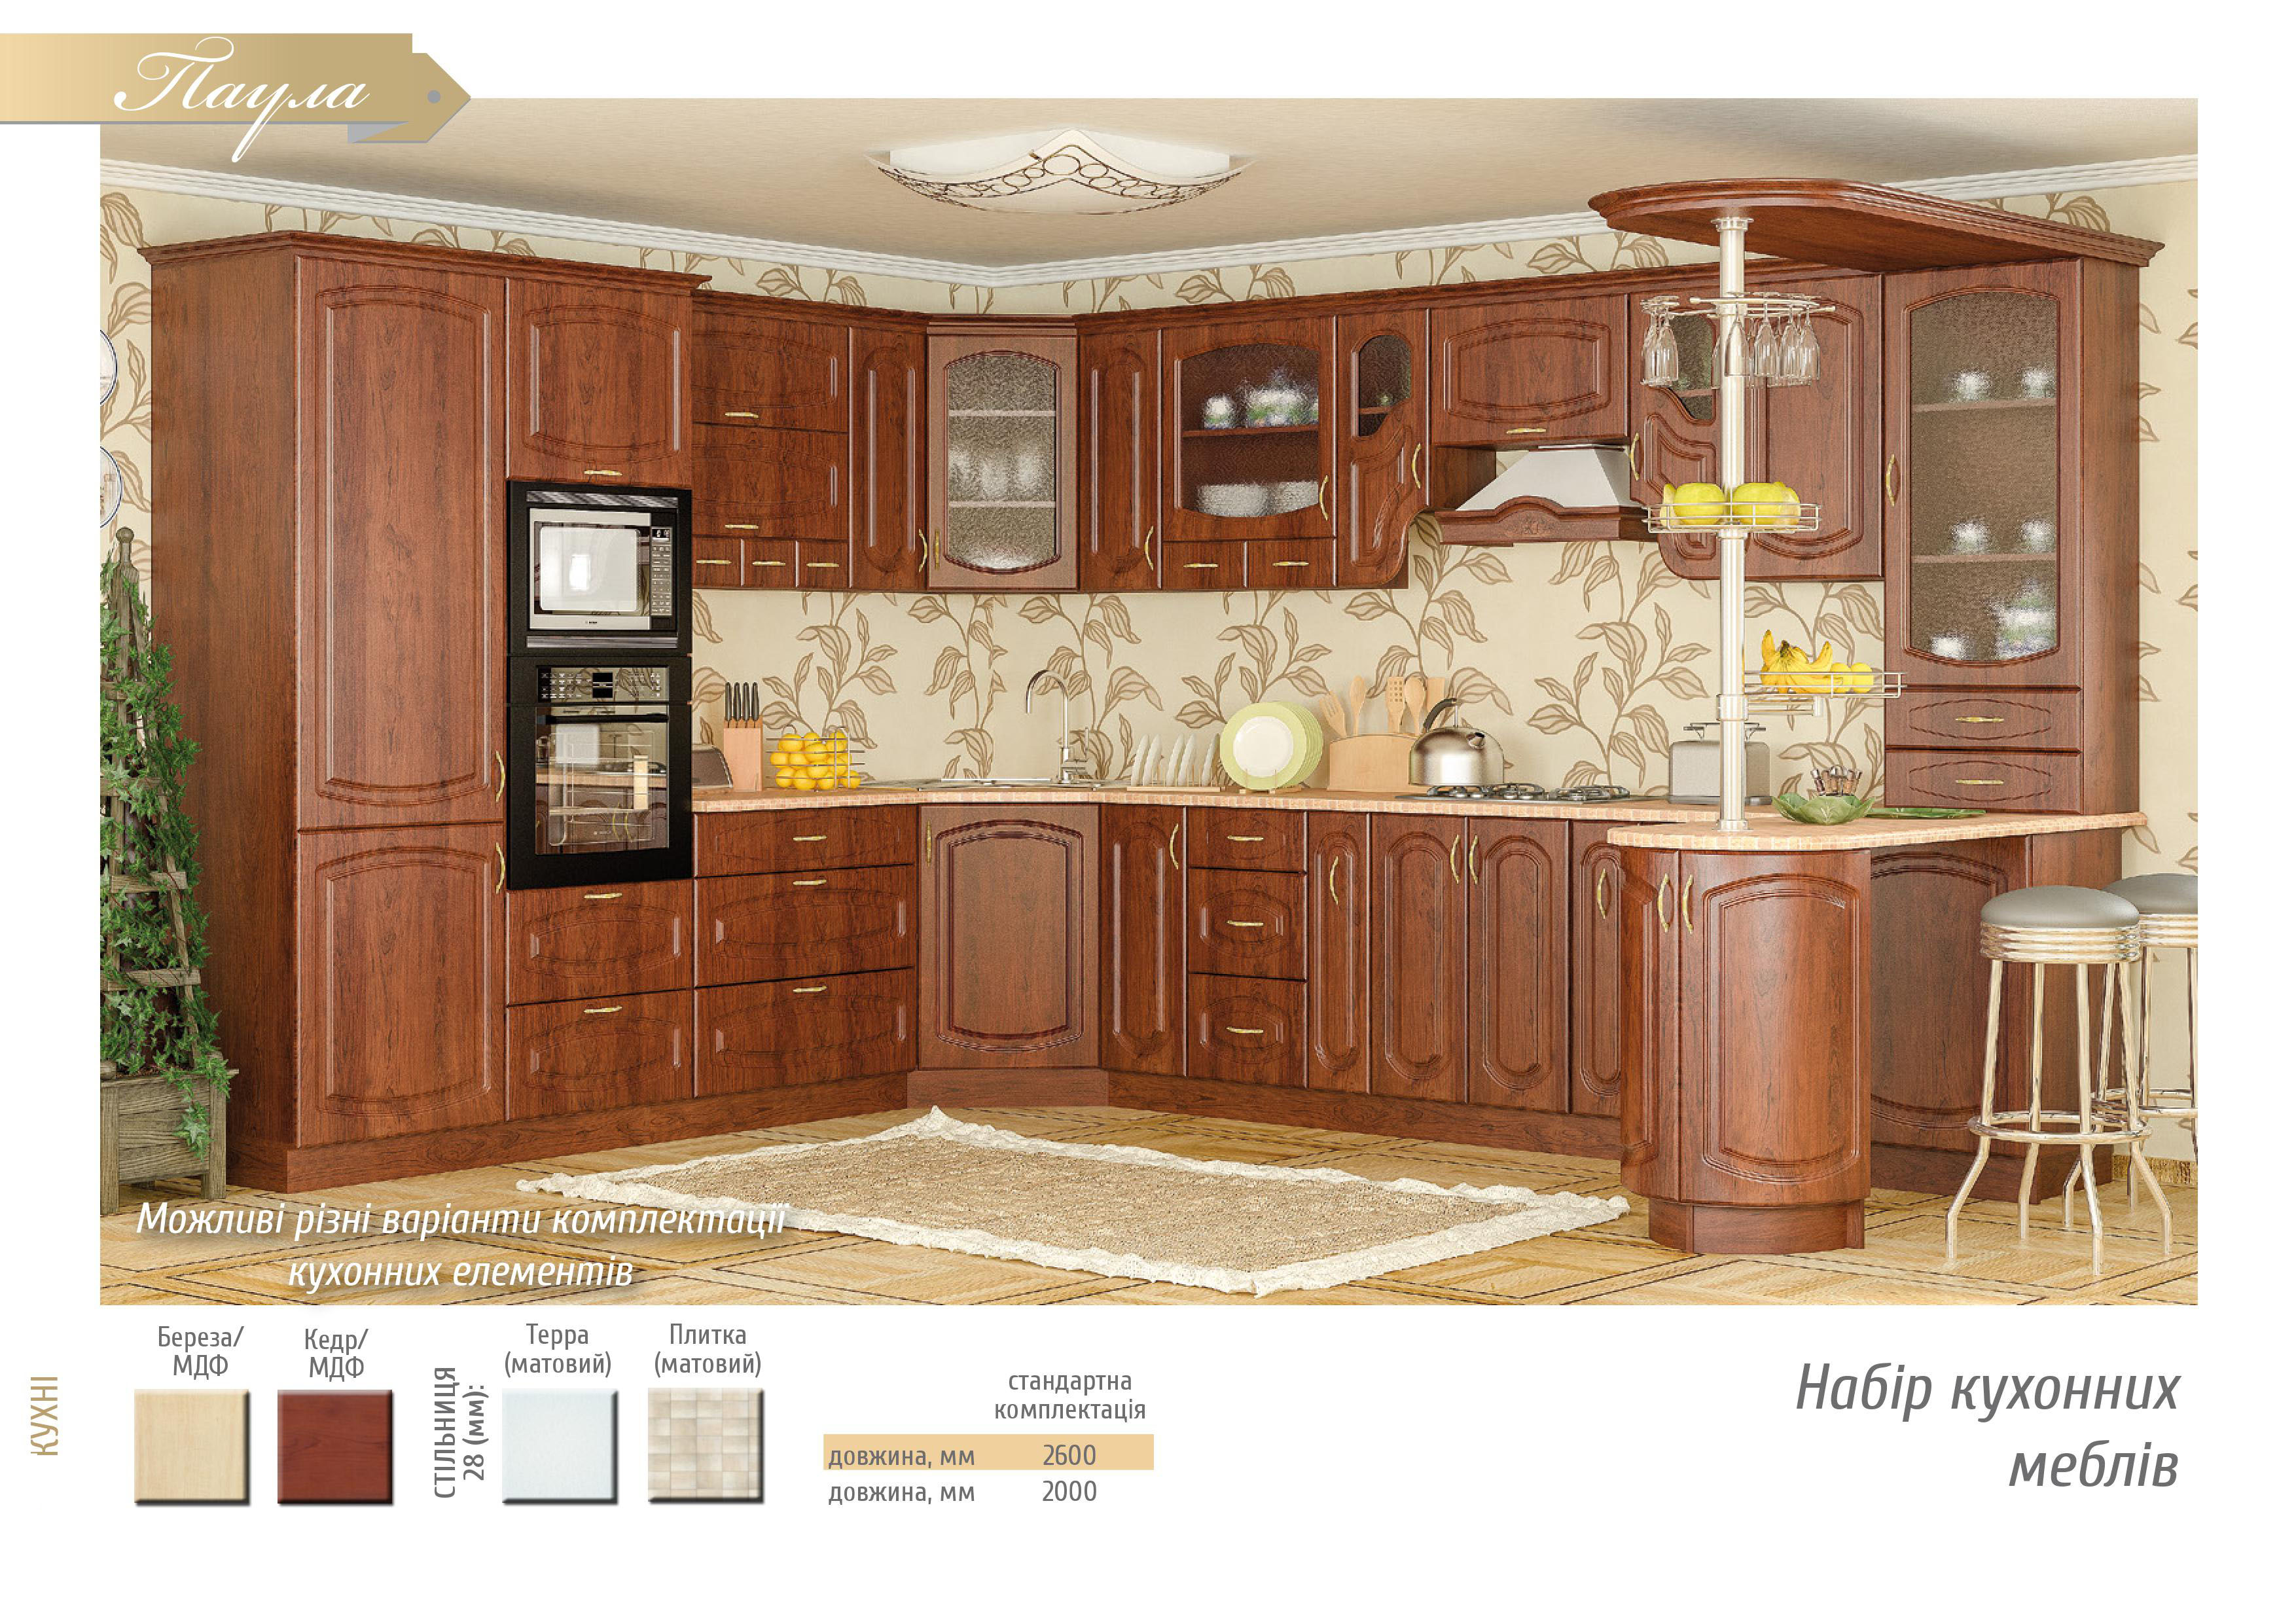 Паула
Можливі різні варіанти комплектації
кухонних елементів
КУХНІ
Береза/
МДФ
Кедр/
МДФ
СТІЛЬНИЦЯ
28 (мм):
Терра
(матовий)
Плитка
(матовий)
стандартна
комплектація
довжина, мм 2600
довжина, мм 2000
Набір кухонних
меблів